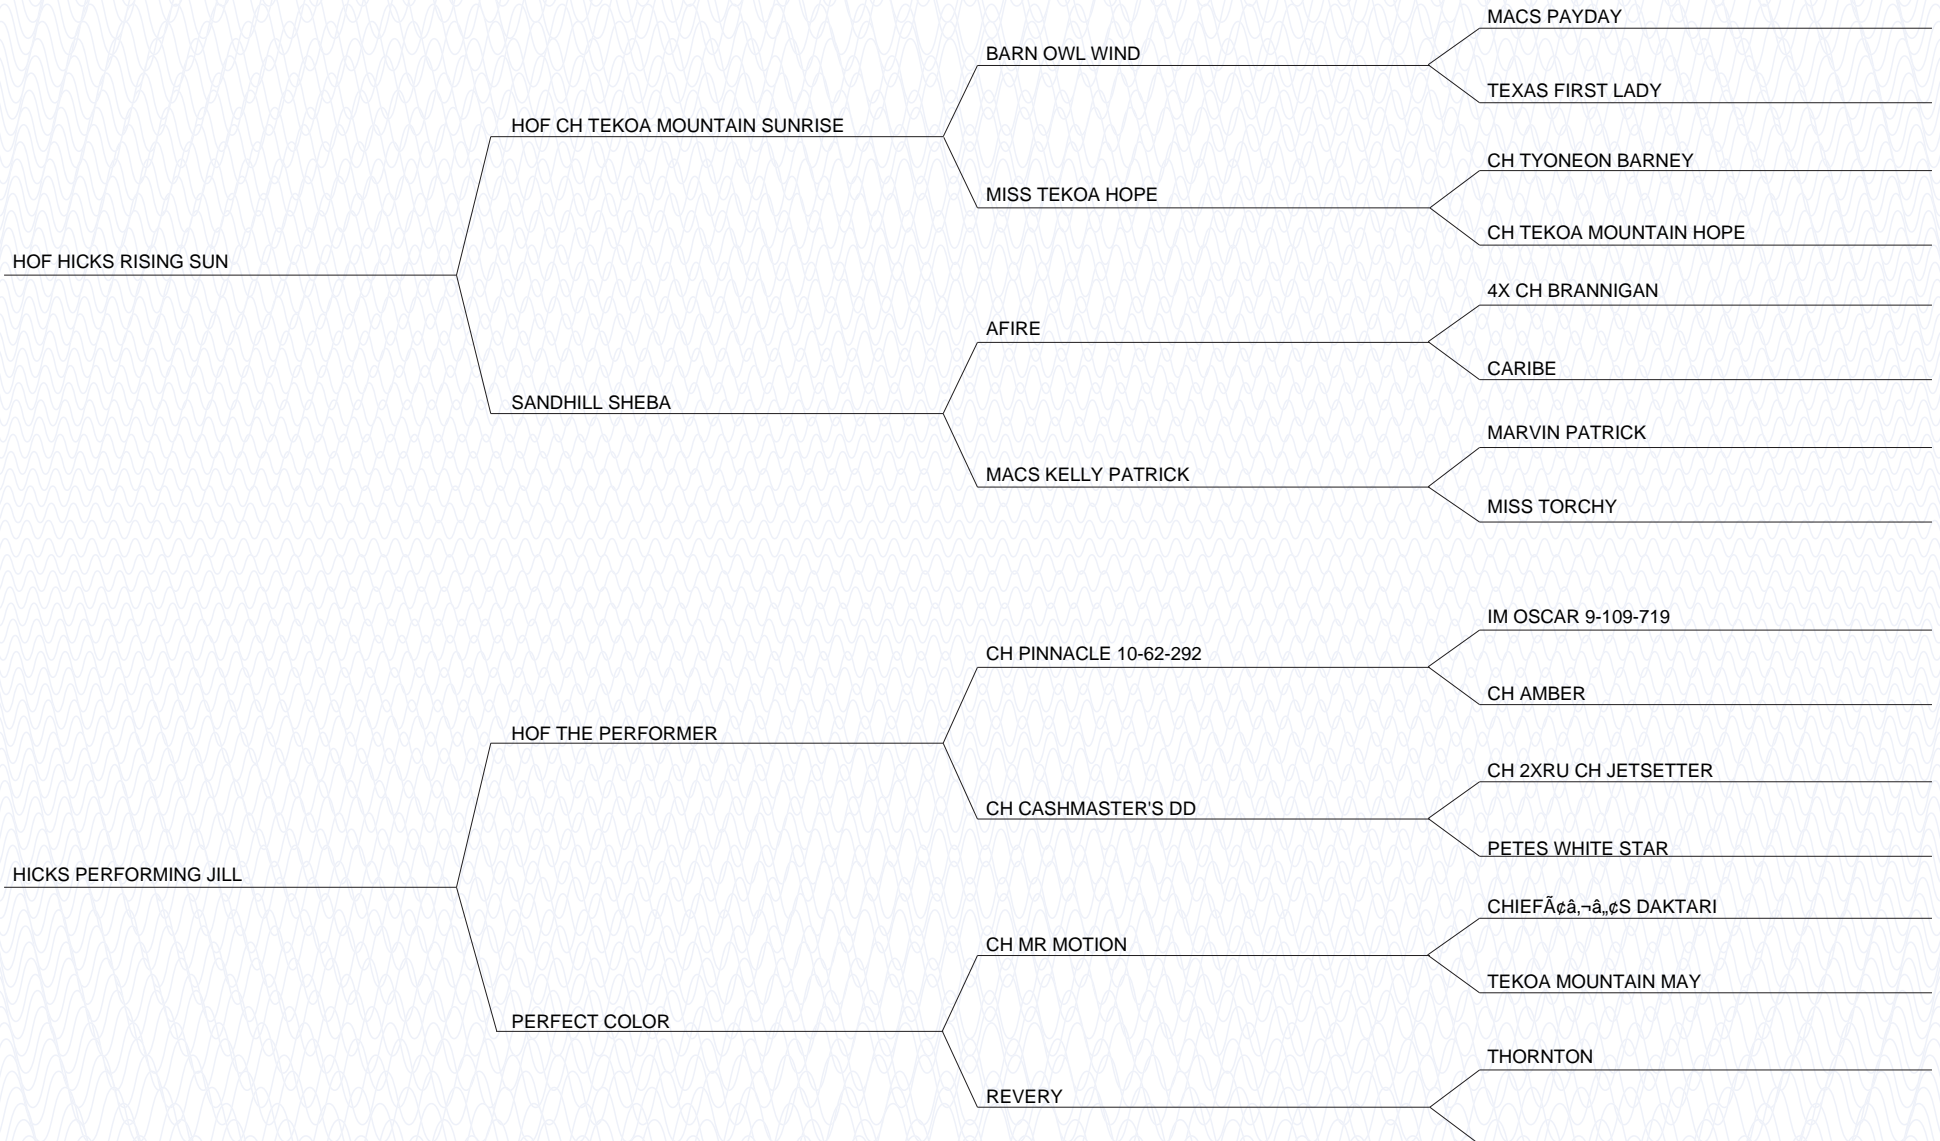 MACS PAYDAY
BARN OWL WIND
TEXAS FIRST LADY
HOF CH TEKOA MOUNTAIN SUNRISE
CH TYONEON BARNEY
MISS TEKOA HOPE
CH TEKOA MOUNTAIN HOPE
HOF HICKS RISING SUN
4X CH BRANNIGAN
AFIRE
CARIBE
SANDHILL SHEBA
MARVIN PATRICK
MACS KELLY PATRICK
MISS TORCHY
IM OSCAR 9-109-719
CH PINNACLE 10-62-292
CH AMBER
HOF THE PERFORMER
CH 2XRU CH JETSETTER
CH CASHMASTER'S DD
PETES WHITE STAR
HICKS PERFORMING JILL
CHIEFÃ¢â‚¬â„¢S DAKTARI
CH MR MOTION
TEKOA MOUNTAIN MAY
PERFECT COLOR
THORNTON
REVERY